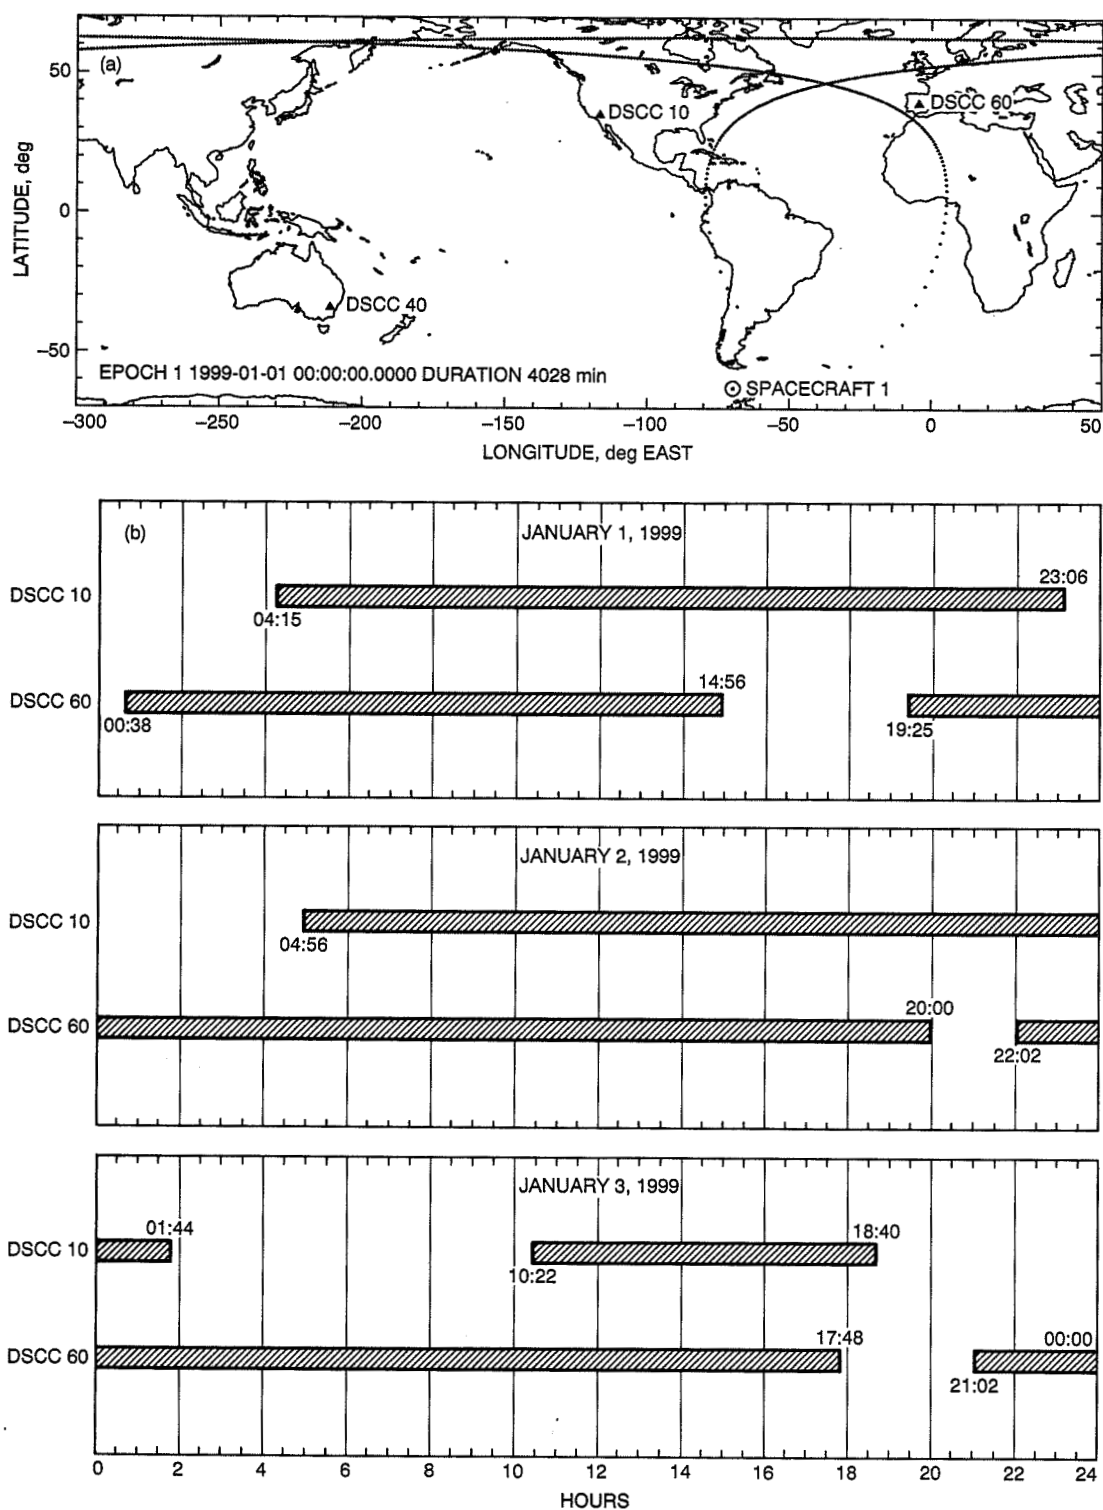 (a)
50
0
−50
LATITUDE, deg
DSCC 10
DSCC 60
DSCC 40
EPOCH 1 1999-01-01 00:00:00.0000 DURATION 4028 min
SPACECRAFT 1
−300 −250 −200 −150 −100 −50 0 50
LONGITUDE, deg EAST
(b)
JANUARY 1, 1999
DSCC 10
04:15
23:06
DSCC 60
00:38
14:56
19:25
JANUARY 2, 1999
DSCC 10
04:56
DSCC 60
20:00
22:02
JANUARY 3, 1999
DSCC 10
01:44
10:22
18:40
DSCC 60
17:48
21:02
00:00
0 2 4 6 8 10 12 14 16 18 20 22 24
HOURS